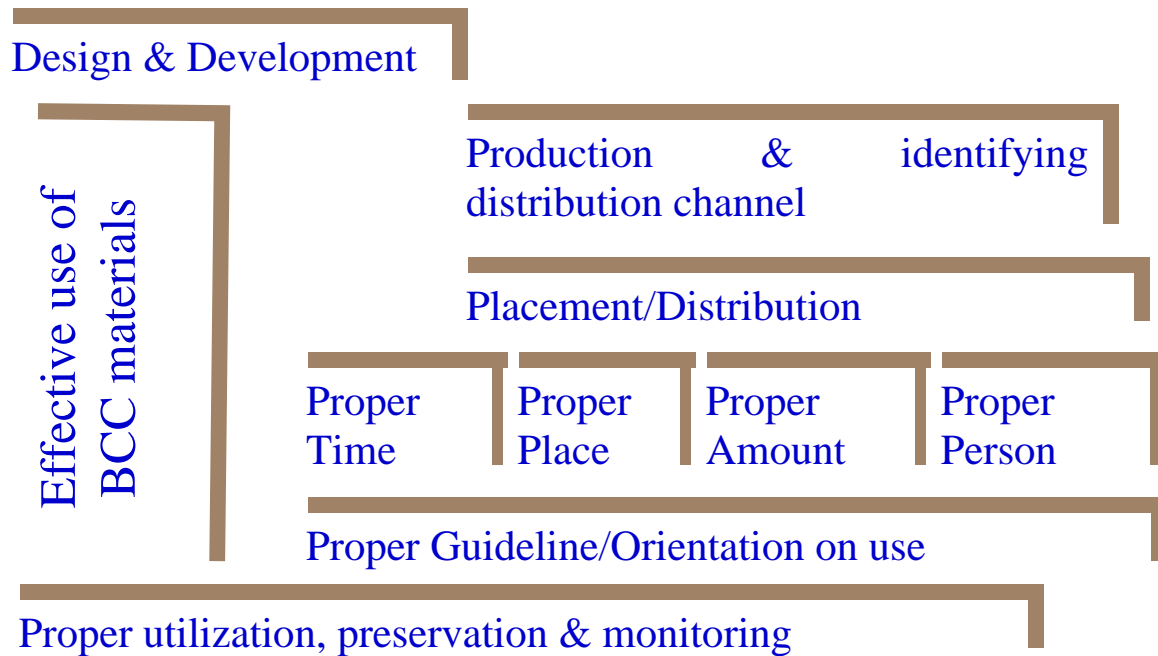 Design & Development
Effective use of
BCC materials
Production & identifying
distribution channel
Placement/Distribution
Proper
Time
Proper
Place
Proper
Amount
Proper
Person
Proper Guideline/Orientation on use
Proper utilization, preservation & monitoring